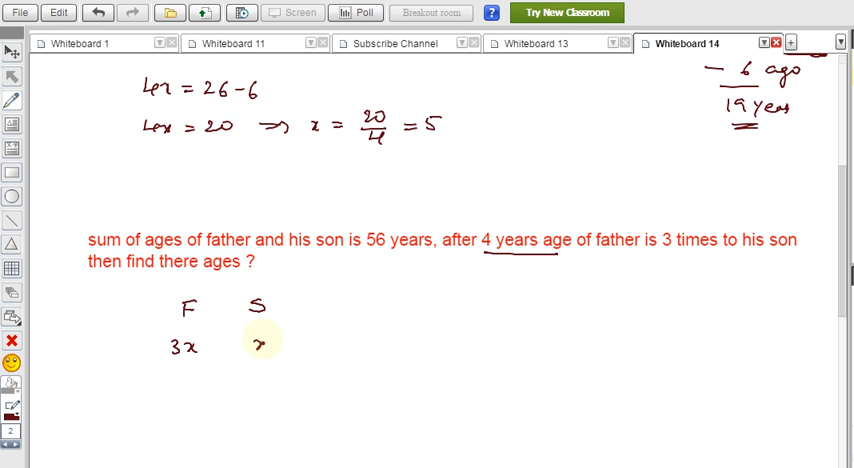 File Edit Screen Poll Breakout room ? Try New Classroom
Whiteboard 1 Whiteboard 11 Subscribe Channel Whiteboard 13 Whiteboard 14
- 6 ago
4x = 26 - 6
19 years
4x = 20 ⇒ x = 20/4 = 5
sum of ages of father and his son is 56 years, after 4 years age of father is 3 times to his son
then find there ages ?
F S
3x x
2